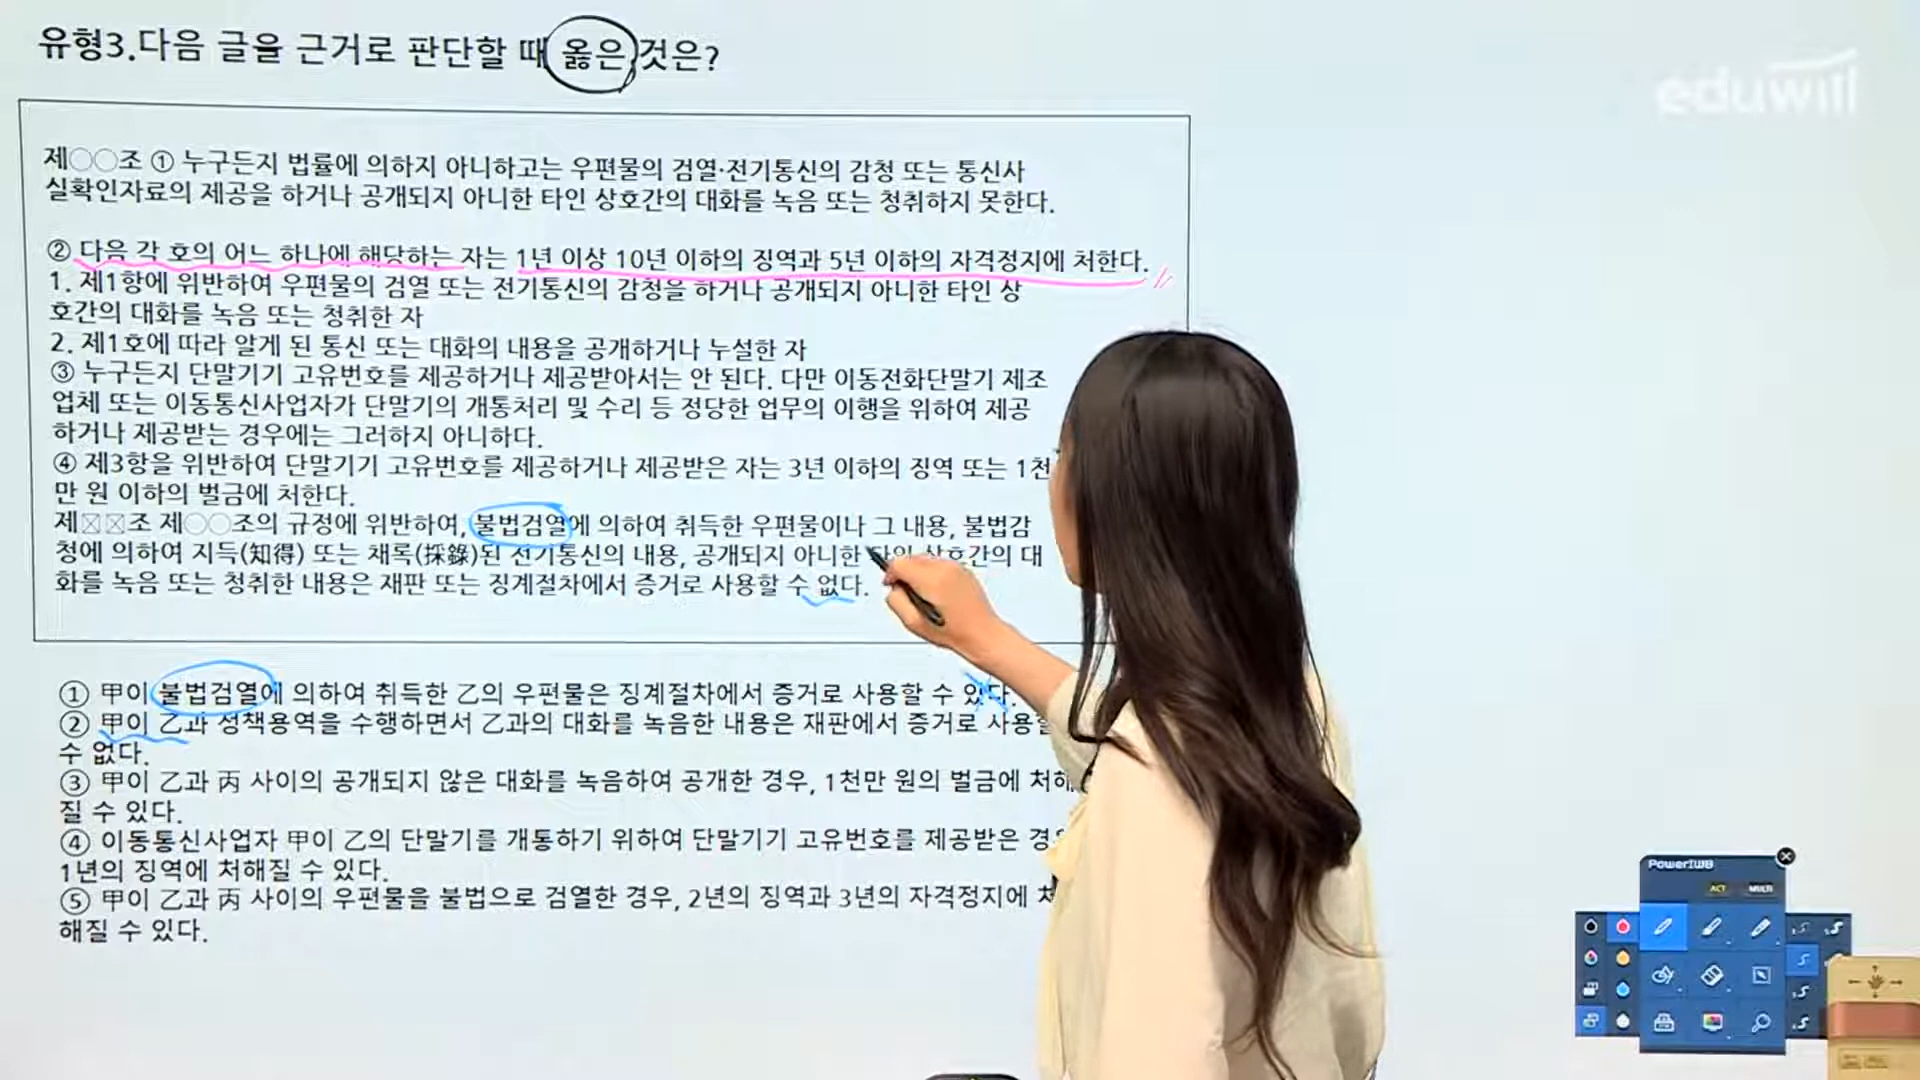 유형3.다음 글을 근거로 판단할 때 옳은 것은?
eduwill
제○○조 ① 누구든지 법률에 의하지 아니하고는 우편물의 검열·전기통신의 감청 또는 통신사
실확인자료의 제공을 하거나 공개되지 아니한 타인 상호간의 대화를 녹음 또는 청취하지 못한다.
② 다음 각 호의 어느 하나에 해당하는 자는 1년 이상 10년 이하의 징역과 5년 이하의 자격정지에 처한다.
1. 제1항에 위반하여 우편물의 검열 또는 전기통신의 감청을 하거나 공개되지 아니한 타인 상
호간의 대화를 녹음 또는 청취한 자
2. 제1호에 따라 알게 된 통신 또는 대화의 내용을 공개하거나 누설한 자
③ 누구든지 단말기기 고유번호를 제공하거나 제공받아서는 안 된다. 다만 이동전화단말기 제조
업체 또는 이동통신사업자가 단말기의 개통처리 및 수리 등 정당한 업무의 이행을 위하여 제공
하거나 제공받는 경우에는 그러하지 아니하다.
④ 제3항을 위반하여 단말기기 고유번호를 제공하거나 제공받은 자는 3년 이하의 징역 또는 1천
만 원 이하의 벌금에 처한다.
제☒☒조 제○○조의 규정에 위반하여, 불법검열에 의하여 취득한 우편물이나 그 내용, 불법감
청에 의하여 지득(知得) 또는 채록(採錄)된 전기통신의 내용, 공개되지 아니한 타인 상호간의 대
화를 녹음 또는 청취한 내용은 재판 또는 징계절차에서 증거로 사용할 수 없다.
① 甲이 불법검열에 의하여 취득한 乙의 우편물은 징계절차에서 증거로 사용할 수 있다.
② 甲이 乙과 정책용역을 수행하면서 乙과의 대화를 녹음한 내용은 재판에서 증거로 사용할
수 없다.
③ 甲이 乙과 丙 사이의 공개되지 않은 대화를 녹음하여 공개한 경우, 1천만 원의 벌금에 처해
질 수 있다.
④ 이동통신사업자 甲이 乙의 단말기를 개통하기 위하여 단말기기 고유번호를 제공받은 경우
1년의 징역에 처해질 수 있다.
⑤ 甲이 乙과 丙 사이의 우편물을 불법으로 검열한 경우, 2년의 징역과 3년의 자격정지에 처
해질 수 있다.
PowerIWB
ACT MULTI